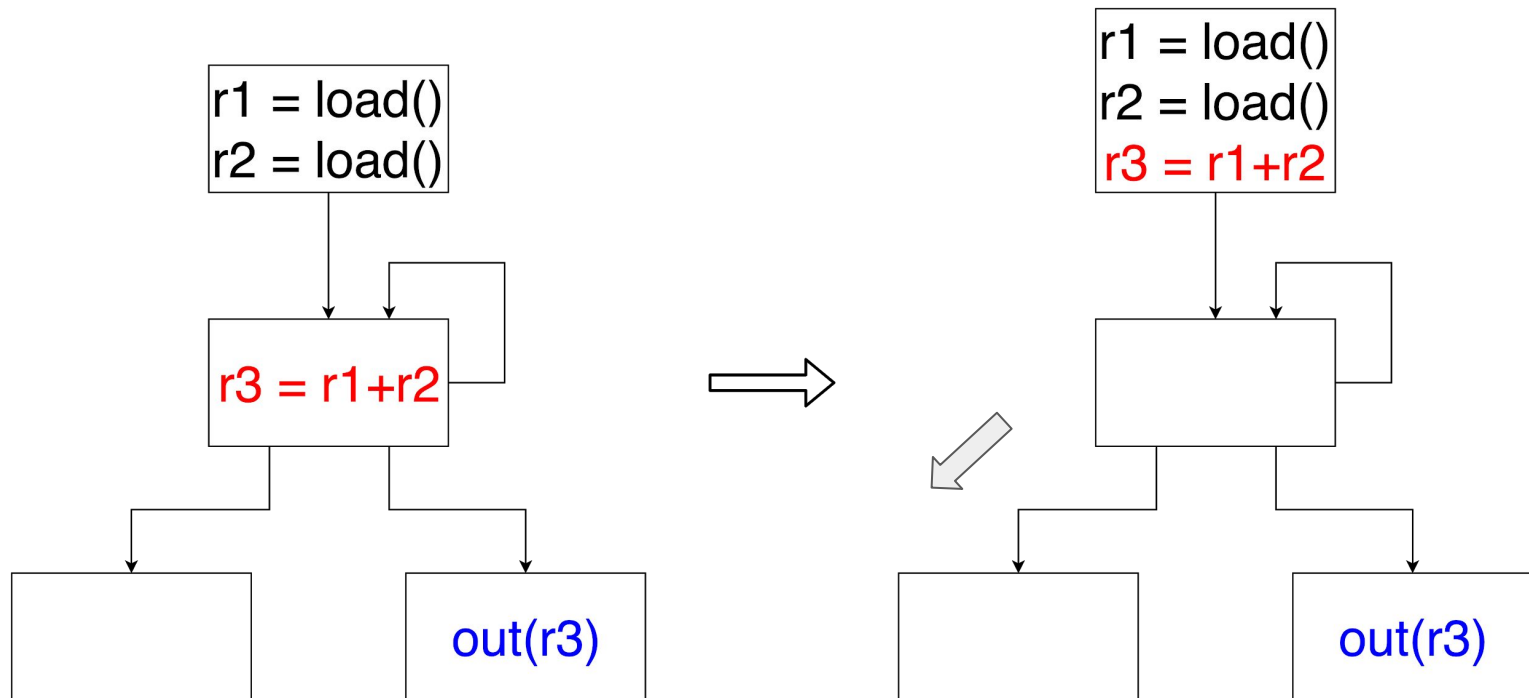 r1 = load()
r2 = load()
r3 = r1+r2
out(r3)
r1 = load()
r2 = load()
r3 = r1+r2
out(r3)